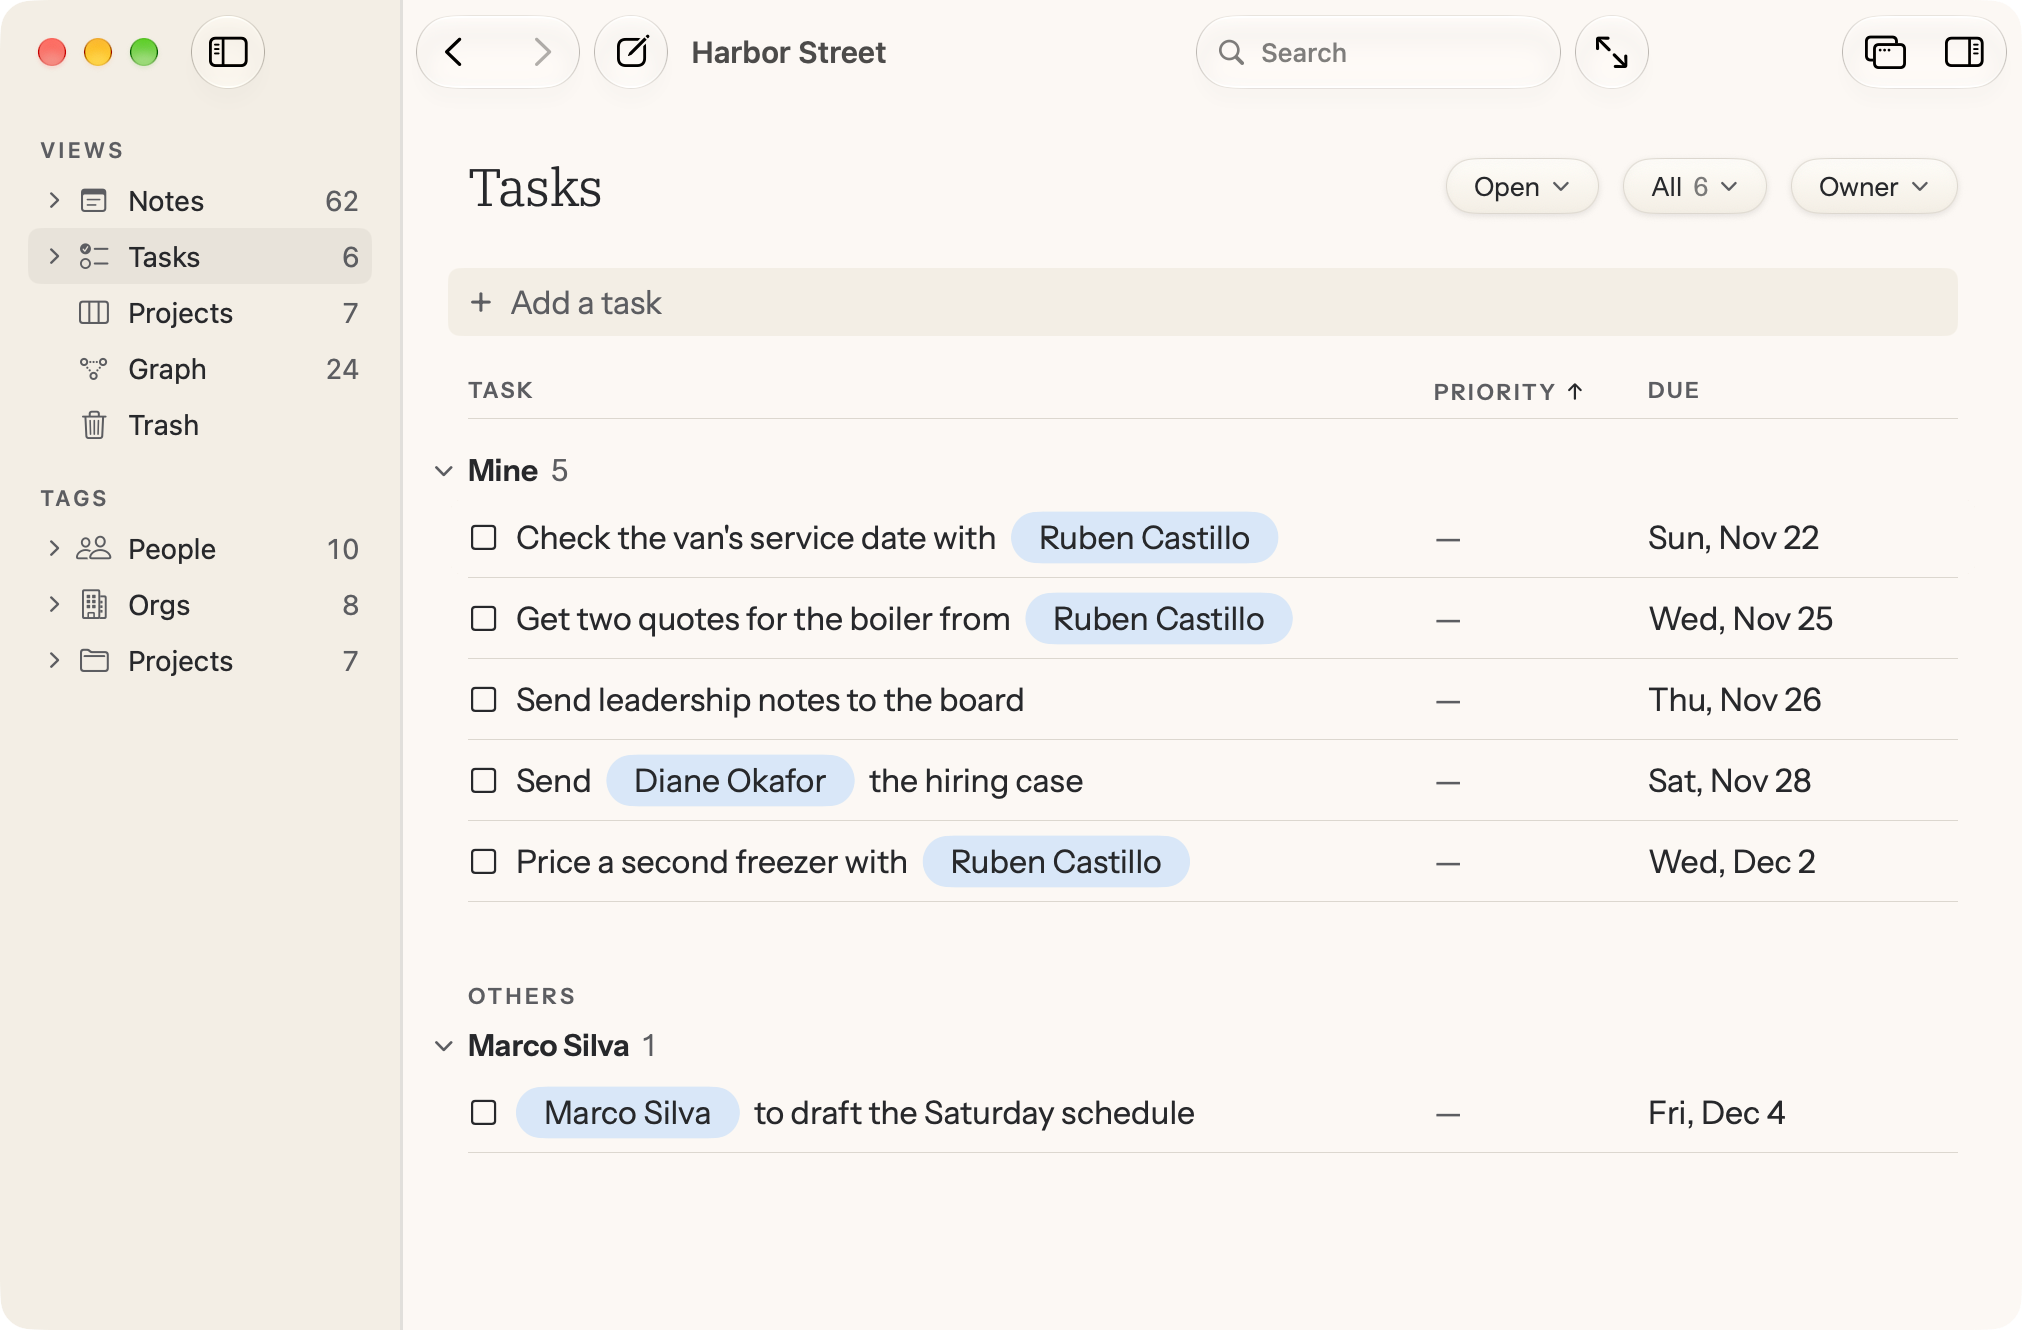 Harbor Street
Search
VIEWS
Notes 62
Tasks 6
Projects 7
Graph 24
Trash
TAGS
People 10
Orgs 8
Projects 7
Tasks
Open
All 6
Owner
+ Add a task
TASK PRIORITY ↑ DUE
Mine 5
Check the van's service date with Ruben Castillo — Sun, Nov 22
Get two quotes for the boiler from Ruben Castillo — Wed, Nov 25
Send leadership notes to the board — Thu, Nov 26
Send Diane Okafor the hiring case — Sat, Nov 28
Price a second freezer with Ruben Castillo — Wed, Dec 2
OTHERS
Marco Silva 1
Marco Silva to draft the Saturday schedule — Fri, Dec 4